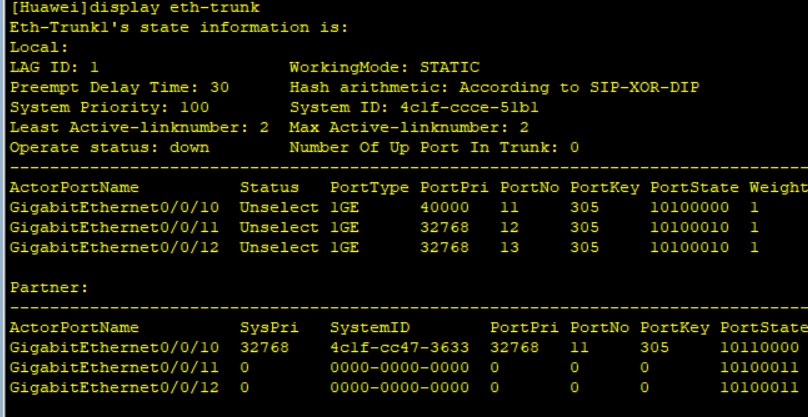 [Huawei]display eth-trunk
Eth-Trunk1's state information is:
Local:
LAG ID: 1 WorkingMode: STATIC
Preempt Delay Time: 30 Hash arithmetic: According to SIP-XOR-DIP
System Priority: 100 System ID: 4c1f-ccce-51b1
Least Active-linknumber: 2 Max Active-linknumber: 2
Operate status: down Number Of Up Port In Trunk: 0
--------------------------------------------------------------------------------
ActorPortName Status PortType PortPri PortNo PortKey PortState Weight
GigabitEthernet0/0/10 Unselect 1GE 40000 11 305 10100000 1
GigabitEthernet0/0/11 Unselect 1GE 32768 12 305 10100010 1
GigabitEthernet0/0/12 Unselect 1GE 32768 13 305 10100010 1
Partner:
--------------------------------------------------------------------------------
ActorPortName SysPri SystemID PortPri PortNo PortKey PortState
GigabitEthernet0/0/10 32768 4c1f-cc47-3633 32768 11 305 10110000
GigabitEthernet0/0/11 0 0000-0000-0000 0 0 0 10100011
GigabitEthernet0/0/12 0 0000-0000-0000 0 0 0 10100011